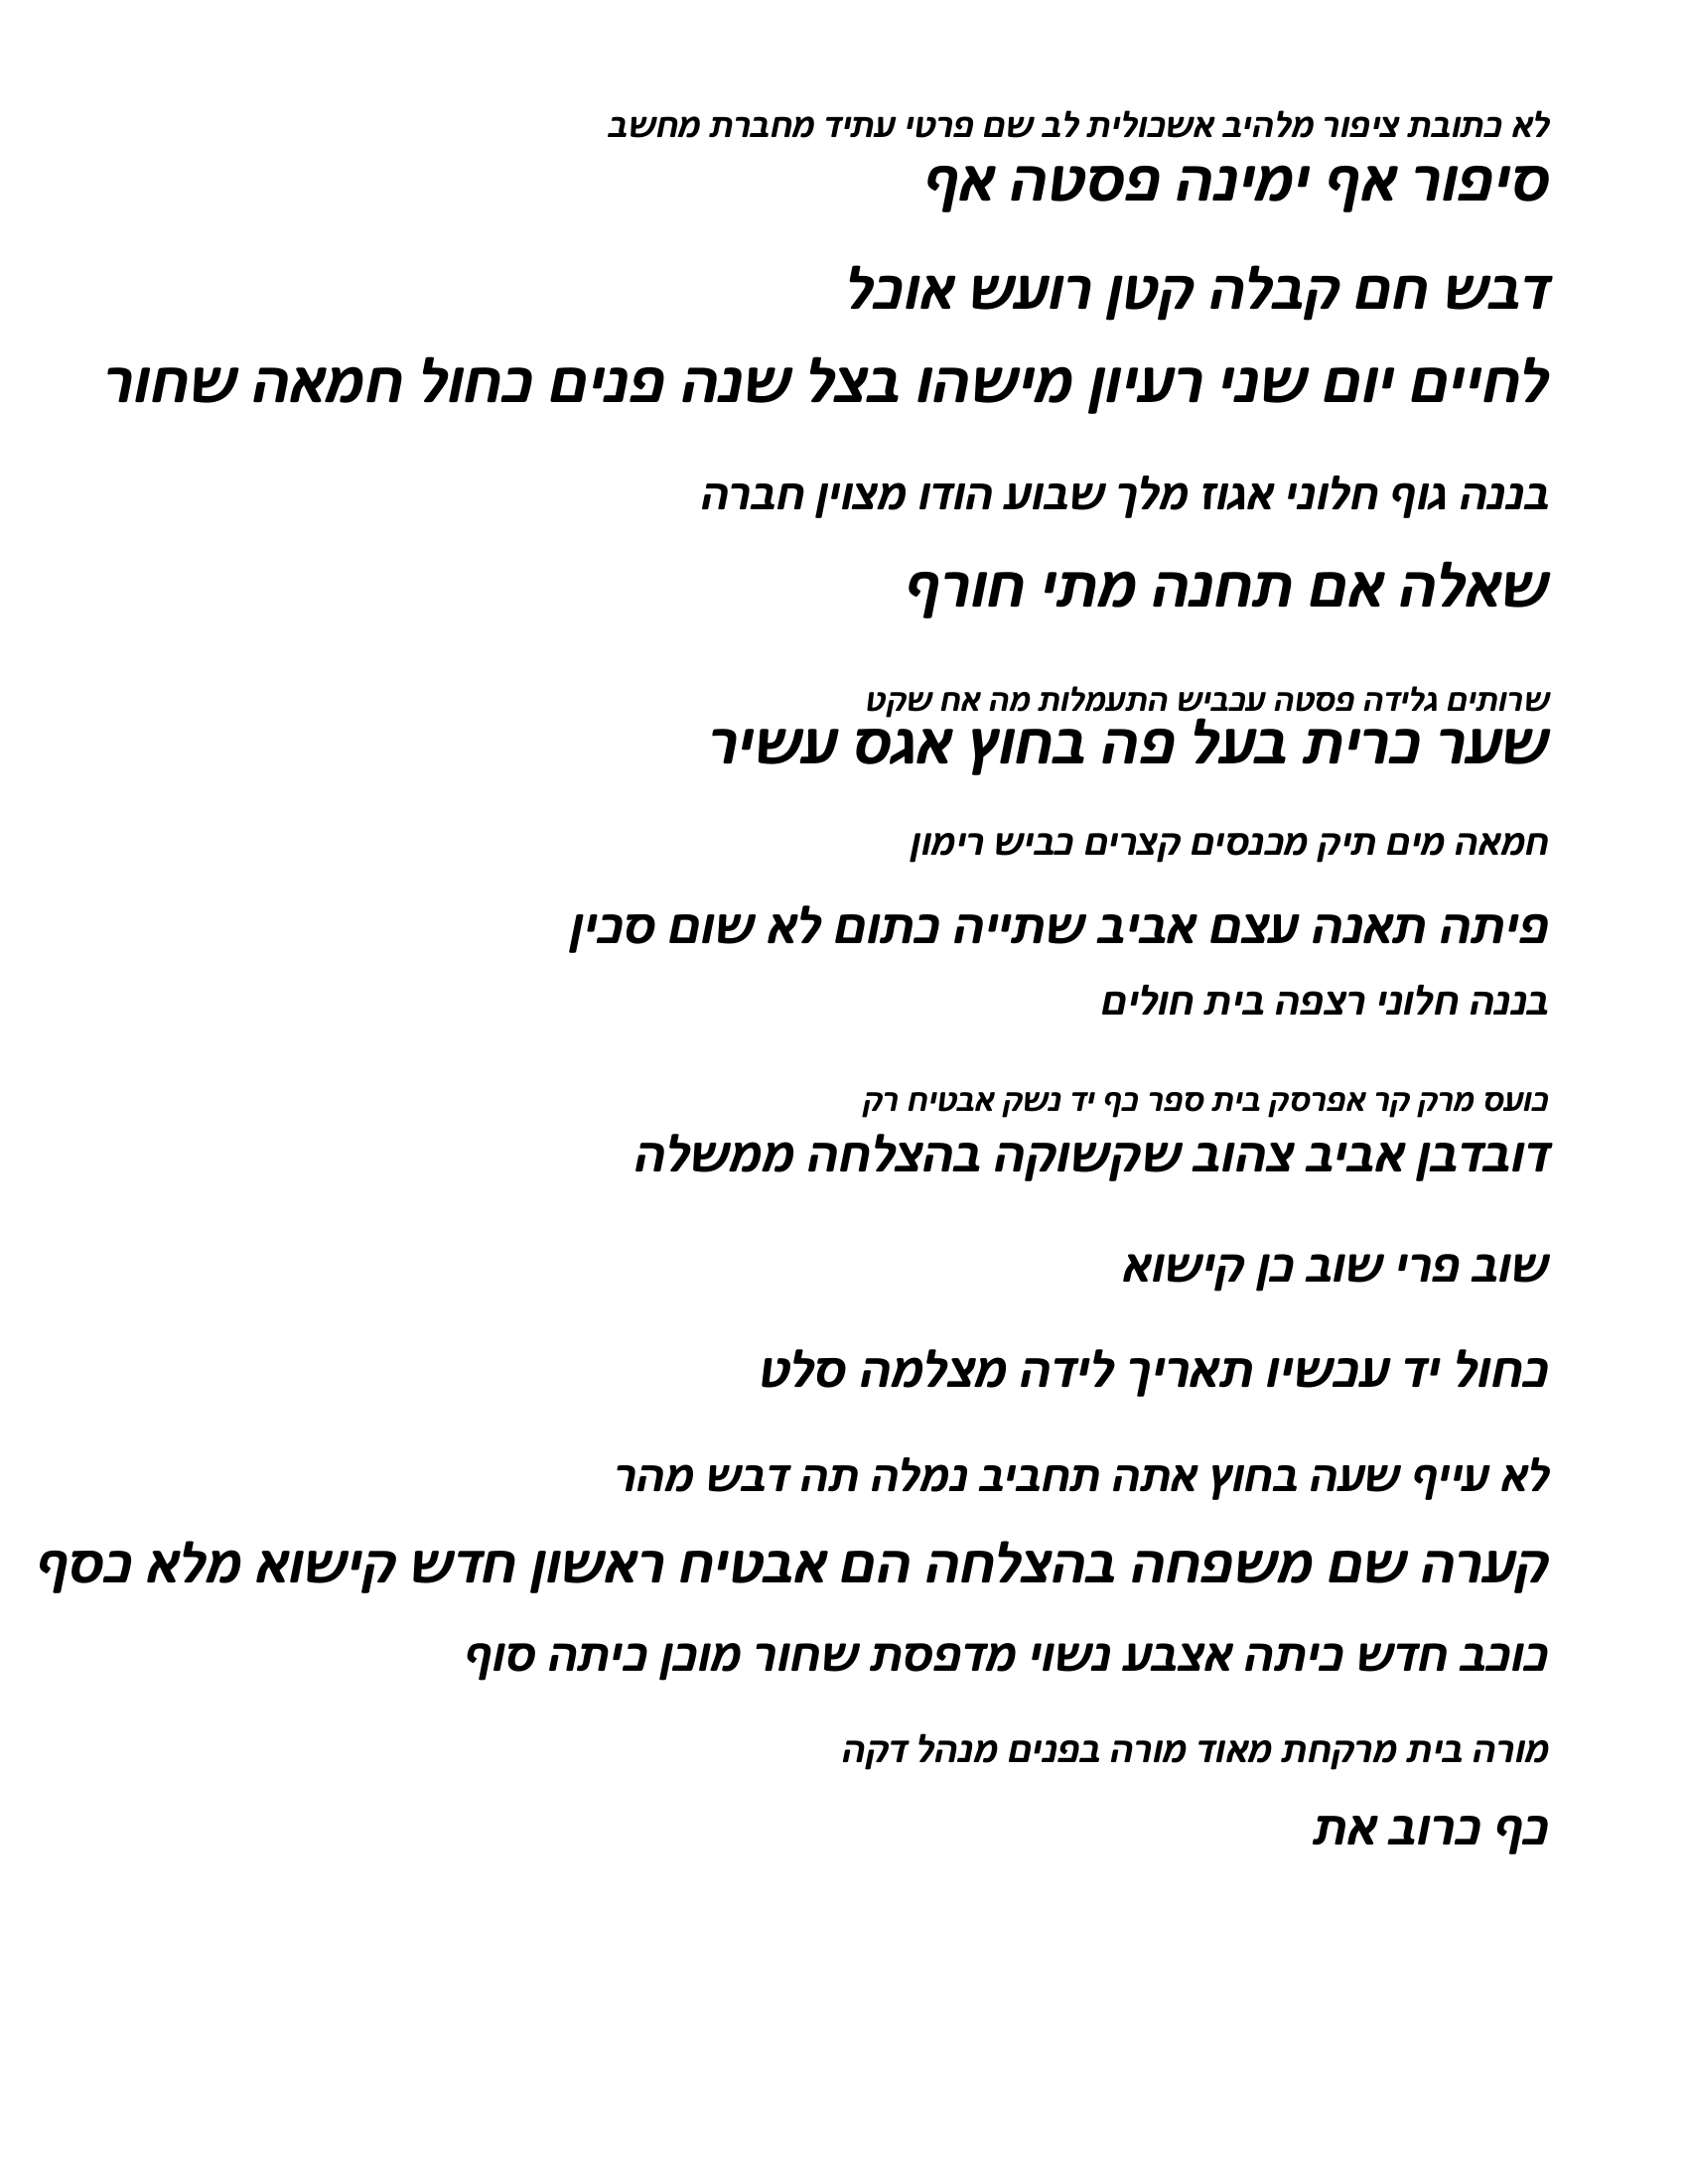 לא כתובת ציפור מלהיב אשכולית לב שם פרטי עתיד מחברת מחשב
סיפור אף ימינה פסטה אף
דבש חם קבלה קטן רועש אוכל
לחיים יום שני רעיון מישהו בצל שנה פנים כחול חמאה שחור
בננה גוף חלוני אגוז מלך שבוע הודו מצוין חברה
שאלה אם תחנה מתי חורף
שרותים גלידה פסטה עכביש התעמלות מה אח שקט
שער כרית בעל פה בחוץ אגס עשיר
חמאה מים תיק מכנסים קצרים כביש רימון
פיתה תאנה עצם אביב שתייה כתום לא שום סכין
בננה חלוני רצפה בית חולים
כועס מרק קר אפרסק בית ספר כף יד נשק אבטיח רק
דובדבן אביב צהוב שקשוקה בהצלחה ממשלה
שוב פרי שוב כן קישוא
כחול יד עכשיו תאריך לידה מצלמה סלט
לא עייף שעה בחוץ אתה תחביב נמלה תה דבש מהר
קערה שם משפחה בהצלחה הם אבטיח ראשון חדש קישוא מלא כסף
כוכב חדש כיתה אצבע נשוי מדפסת שחור מוכן כיתה סוף
מורה בית מרקחת מאוד מורה בפנים מנהל דקה
כף כרוב את